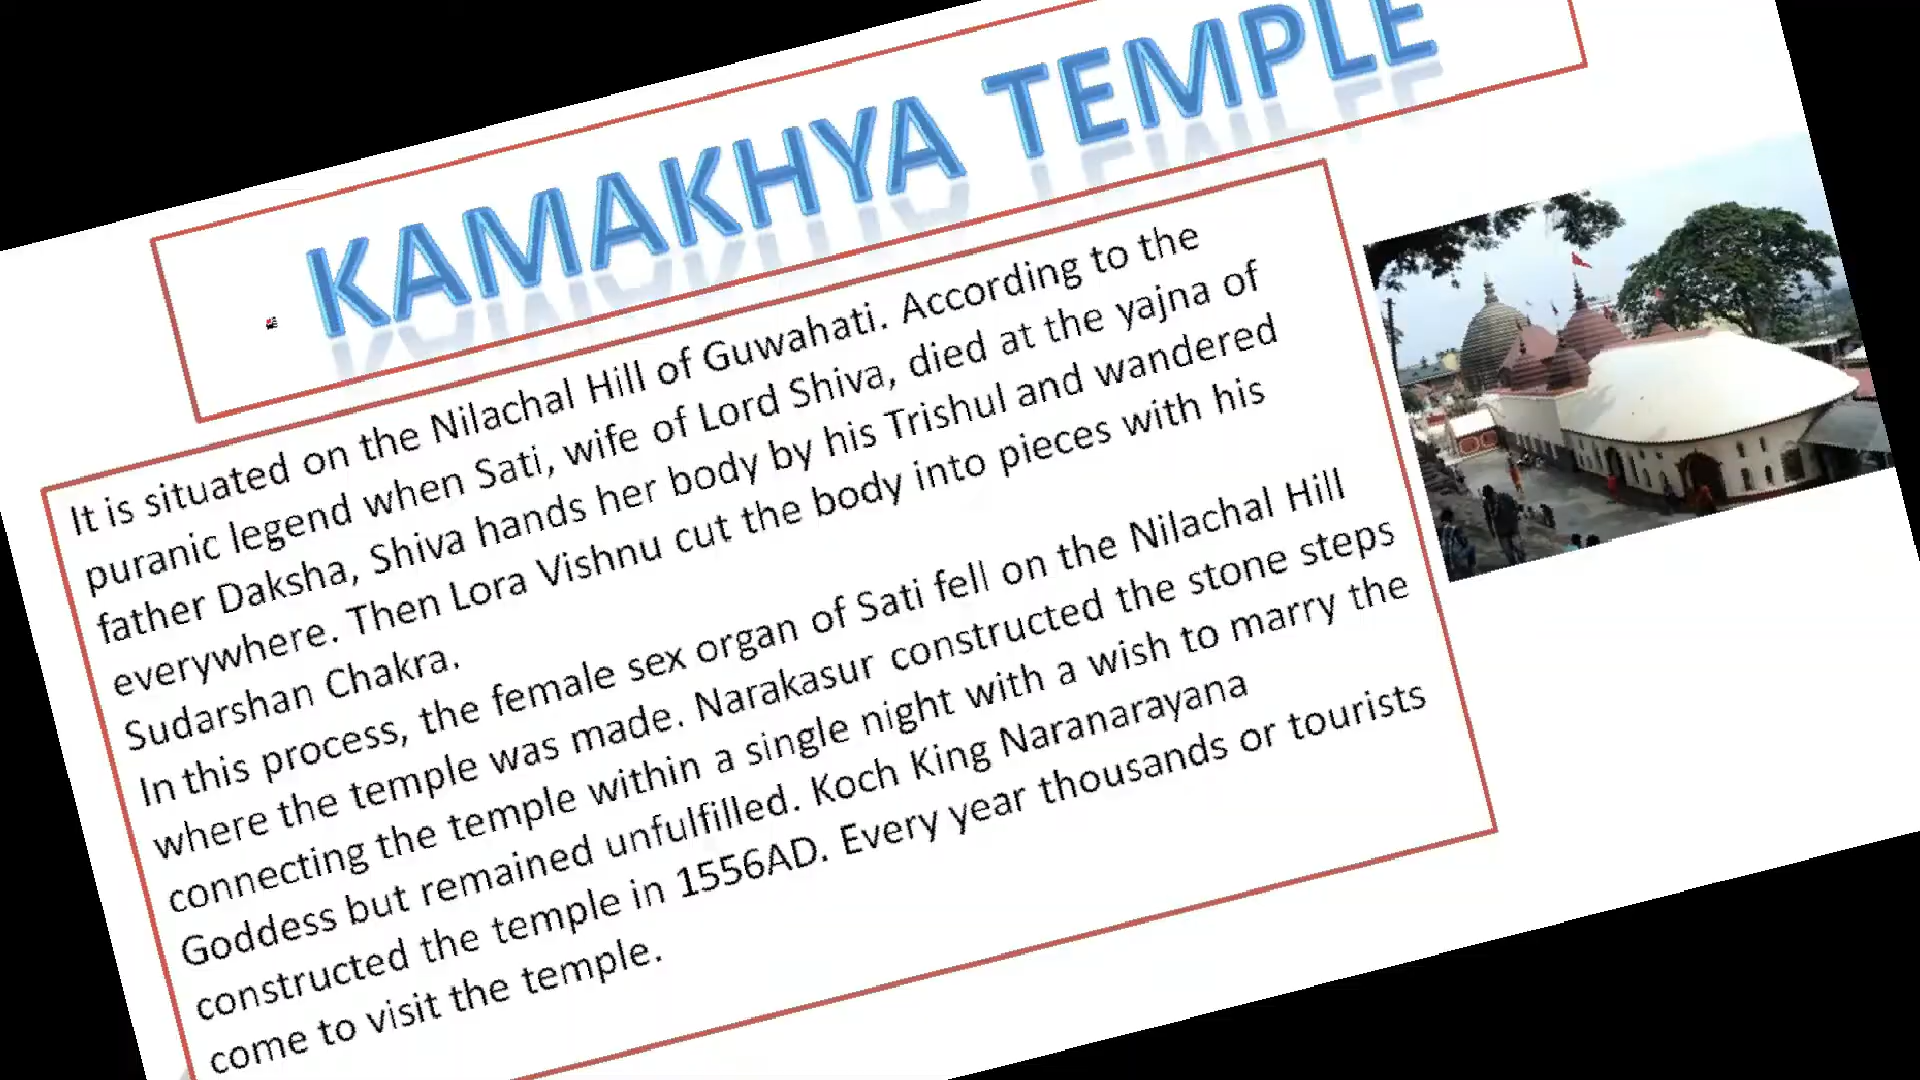 KAMAKHYA TEMPLE
It is situated on the Nilachal Hill of Guwahati. According to the
puranic legend when Sati, wife of Lord Shiva, died at the yajna of
father Daksha, Shiva hands her body by his Trishul and wandered
everywhere. Then Lora Vishnu cut the body into pieces with his
Sudarshan Chakra.
In this process, the female sex organ of Sati fell on the Nilachal Hill
where the temple was made. Narakasur constructed the stone steps
connecting the temple within a single night with a wish to marry the
Goddess but remained unfulfilled. Koch King Naranarayana
constructed the temple in 1556AD. Every year thousands or tourists
come to visit the temple.